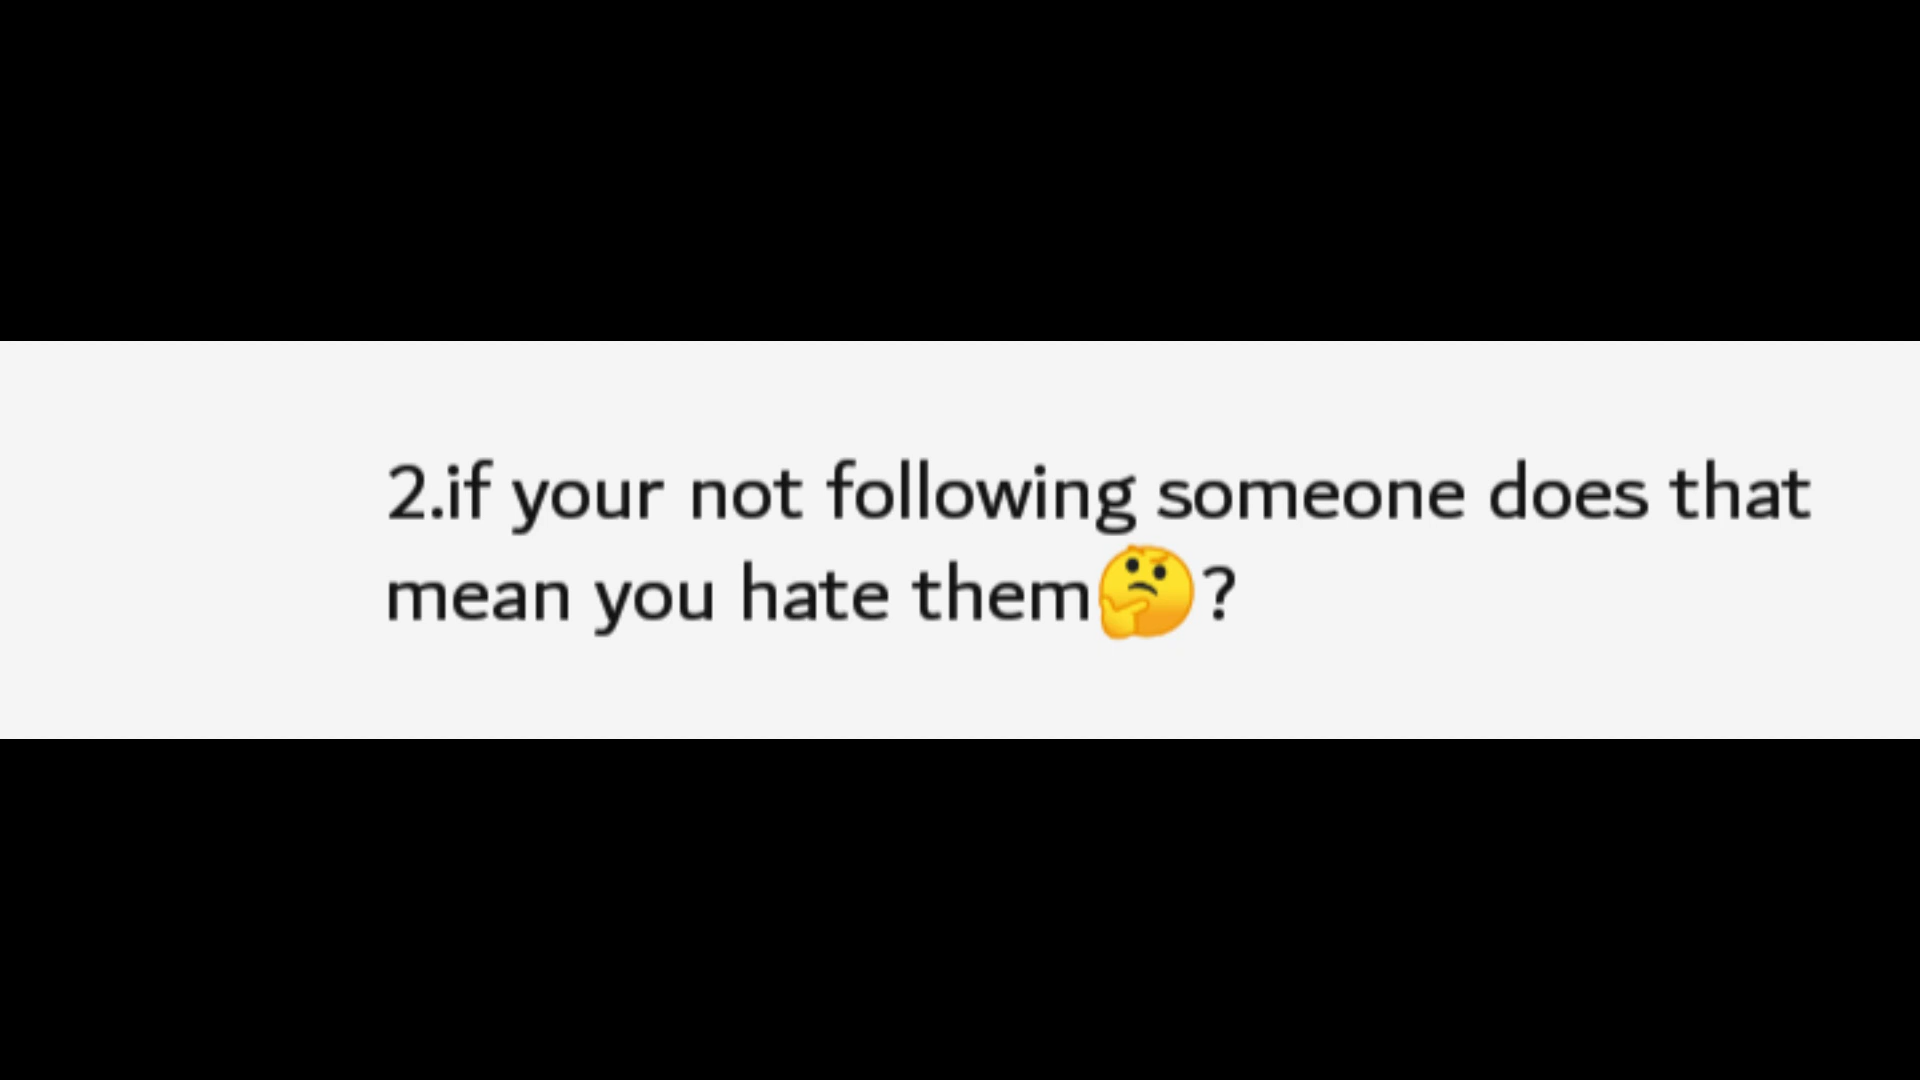 2.if your not following someone does that
mean you hate them🤔?